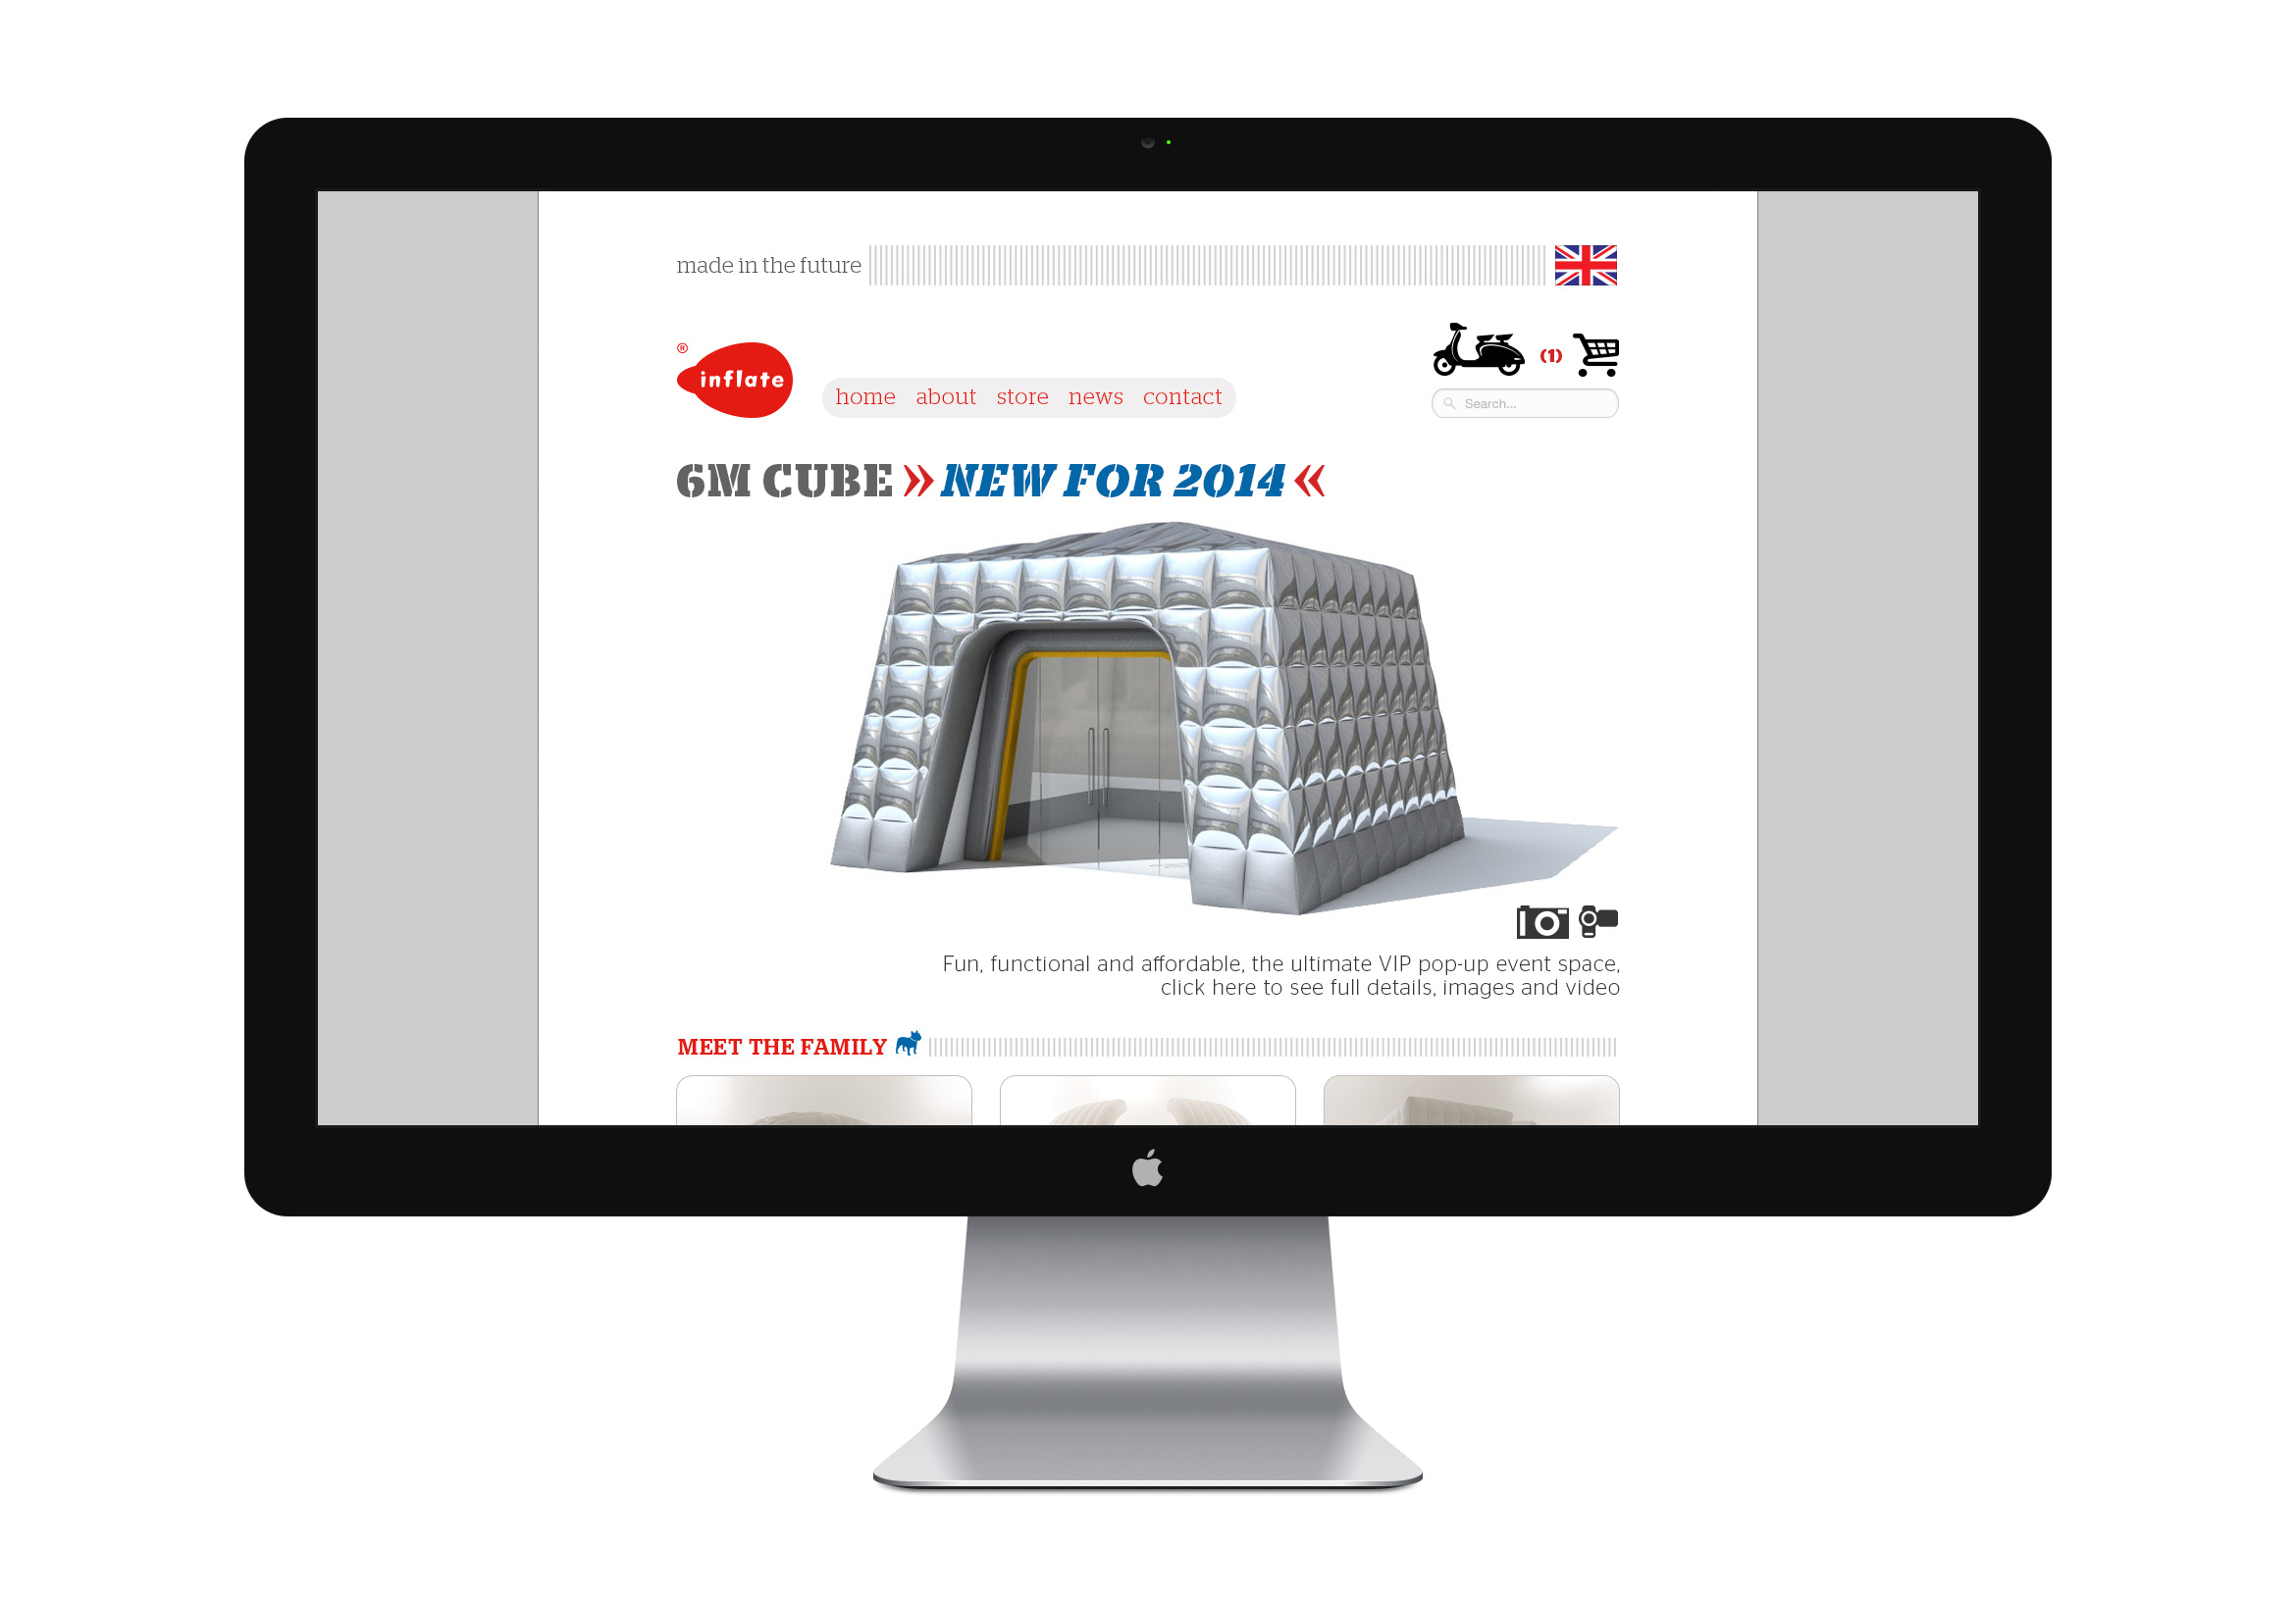 made in the future
®
inflate
home about store news contact
(1)
Search...
6M CUBE » NEW FOR 2014 «
Fun, functional and affordable, the ultimate VIP pop-up event space,
click here to see full details, images and video
MEET THE FAMILY